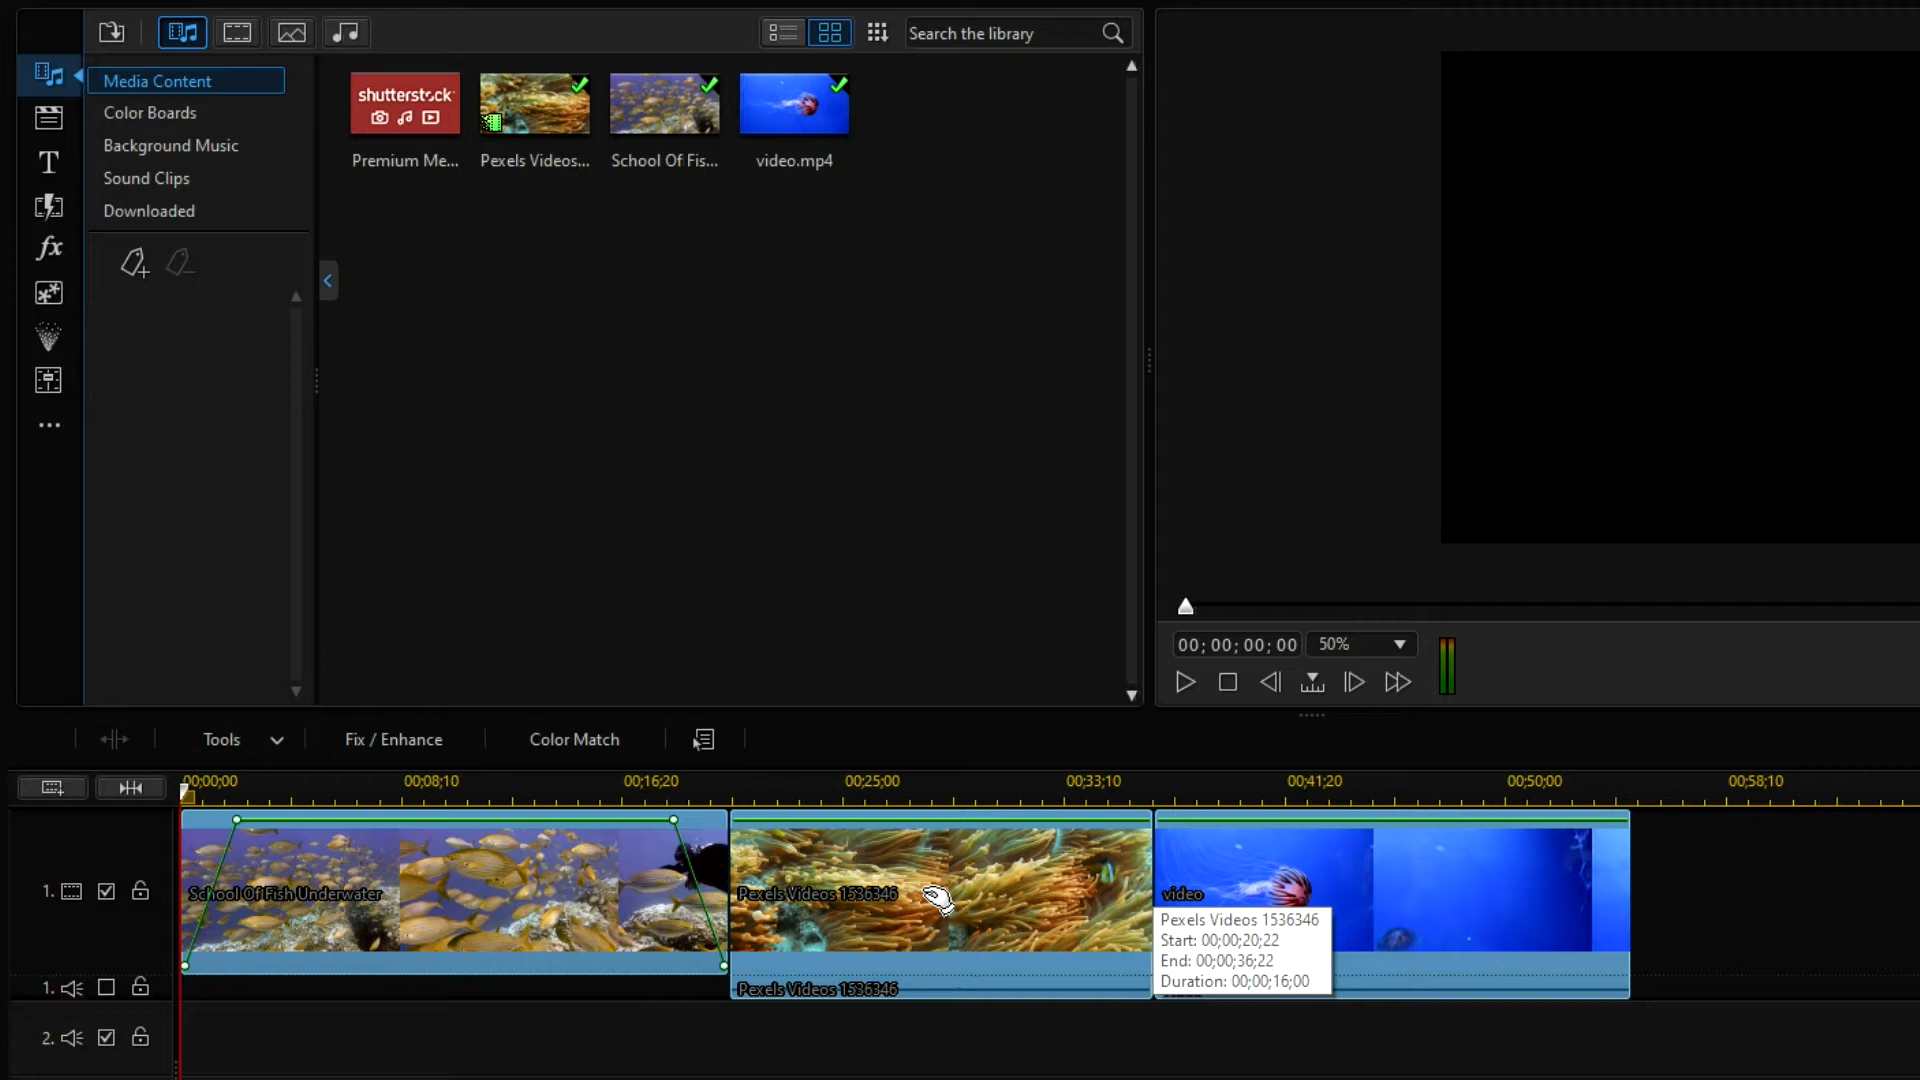 Search the library
Media Content
Color Boards
Background Music
Sound Clips
Downloaded
T
fx
shutterstock
Premium Me...
Pexels Videos...
School Of Fis...
video.mp4
00; 00; 00; 00
50%
Tools
Fix / Enhance
Color Match
00;00;00
00;08;10
00;16;20
00;25;00
00;33;10
00;41;20
00;50;00
00;58;10
1.
School Of Fish Underwater
Pexels Videos 1536346
video
Pexels Videos 1536346
Start: 00;00;20;22
End: 00;00;36;22
Duration: 00;00;16;00
1.
Pexels Videos 1536346
2.